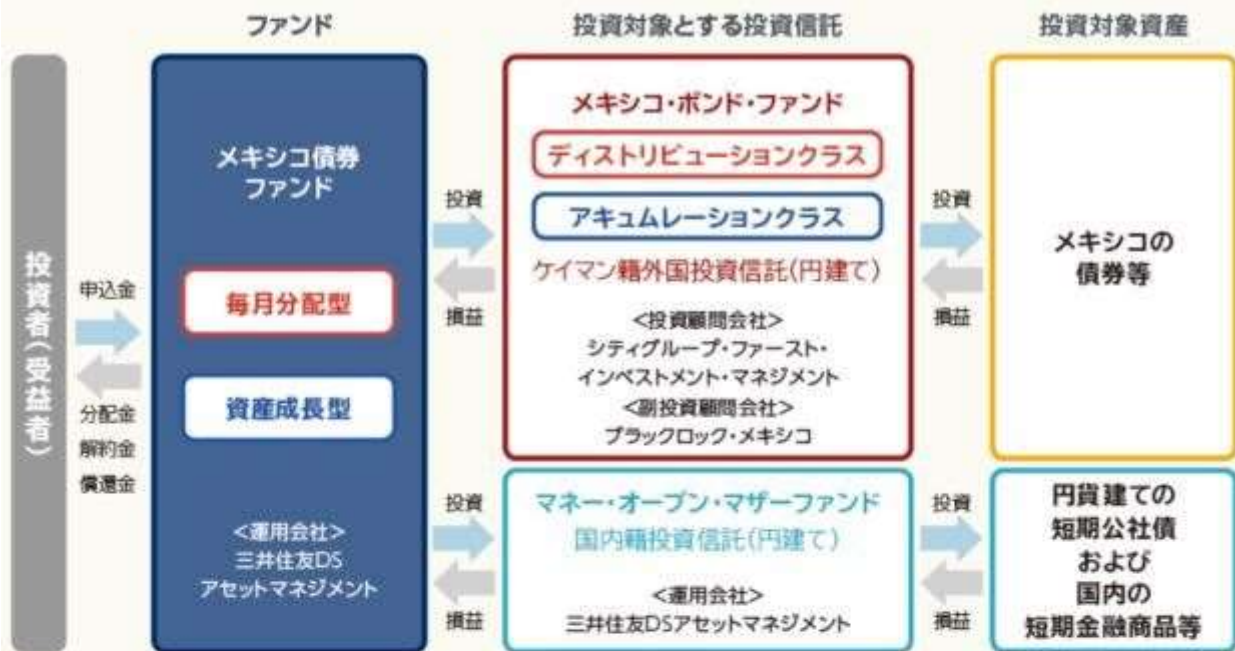 ファンド
投資対象とする投資信託
投資対象資産
投資者(受益者)
申込金
分配金
解約金
償還金
メキシコ債券
ファンド
毎月分配型
資産成長型
<運用会社>
三井住友DS
アセットマネジメント
投資
損益
メキシコ・ボンド・ファンド
ディストリビューションクラス
アキュムレーションクラス
ケイマン籍外国投資信託(円建て)
<投資顧問会社>
シティグループ・ファースト・
インベストメント・マネジメント
<副投資顧問会社>
ブラックロック・メキシコ
投資
損益
メキシコの
債券等
投資
損益
マネー・オープン・マザーファンド
国内籍投資信託(円建て)
<運用会社>
三井住友DSアセットマネジメント
投資
損益
円貨建ての
短期公社債
および
国内の
短期金融商品等